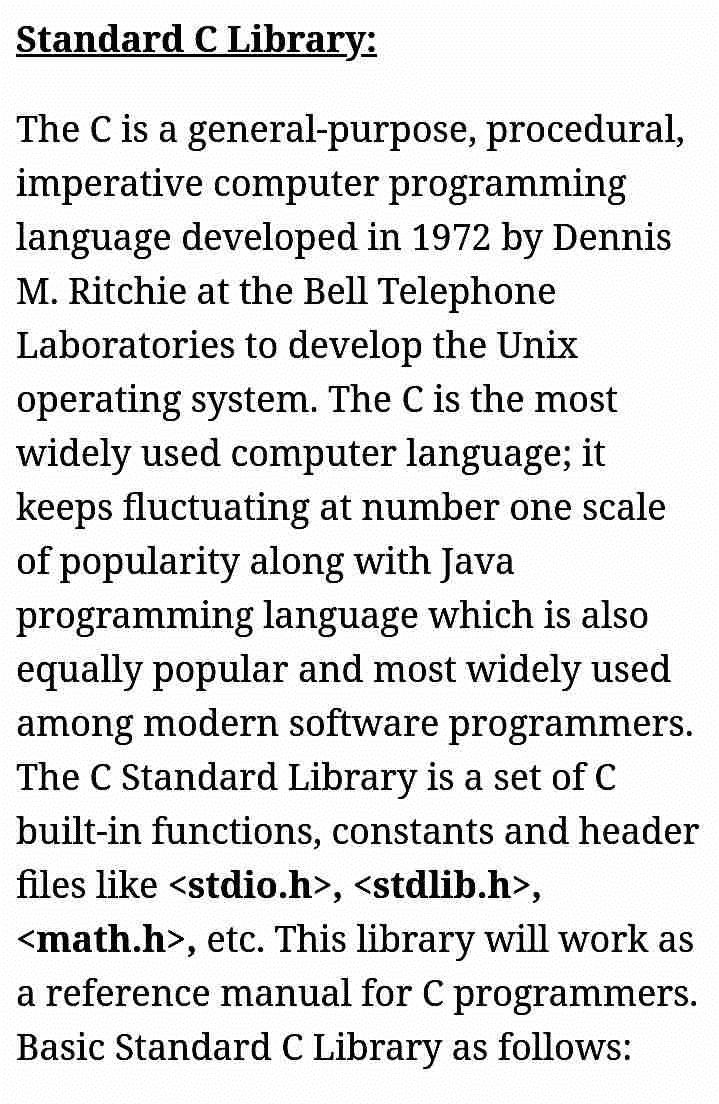 Standard C Library:
The C is a general-purpose, procedural,
imperative computer programming
language developed in 1972 by Dennis
M. Ritchie at the Bell Telephone
Laboratories to develop the Unix
operating system. The C is the most
widely used computer language; it
keeps fluctuating at number one scale
of popularity along with Java
programming language which is also
equally popular and most widely used
among modern software programmers.
The C Standard Library is a set of C
built-in functions, constants and header
files like <stdio.h>, <stdlib.h>,
<math.h>, etc. This library will work as
a reference manual for C programmers.
Basic Standard C Library as follows: